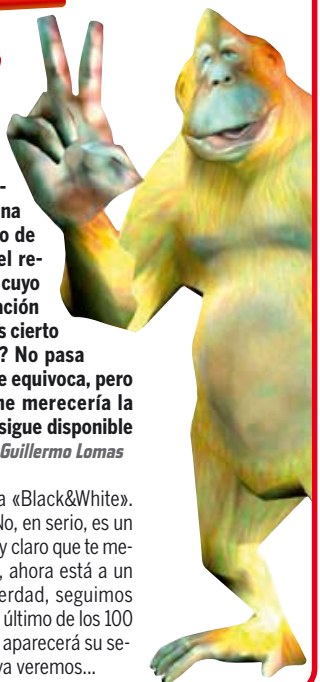 na
o de
el re-
cuyo
ación
s cierto
? No pasa
e equivoca, pero
ne merecería la
sigue disponible
Guillermo Lomas
a «Black&White».
No, en serio, es un
y claro que te me-
, ahora está a un
erdad, seguimos
último de los 100
aparecerá su se-
va veremos...